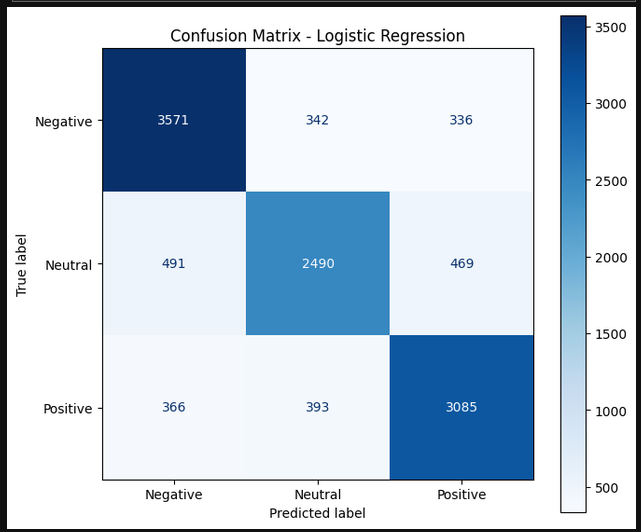 Confusion Matrix - Logistic Regression
True label
Negative 3571 342 336
Neutral 491 2490 469
Positive 366 393 3085
Negative Neutral Positive
Predicted label
3500
3000
2500
2000
1500
1000
500